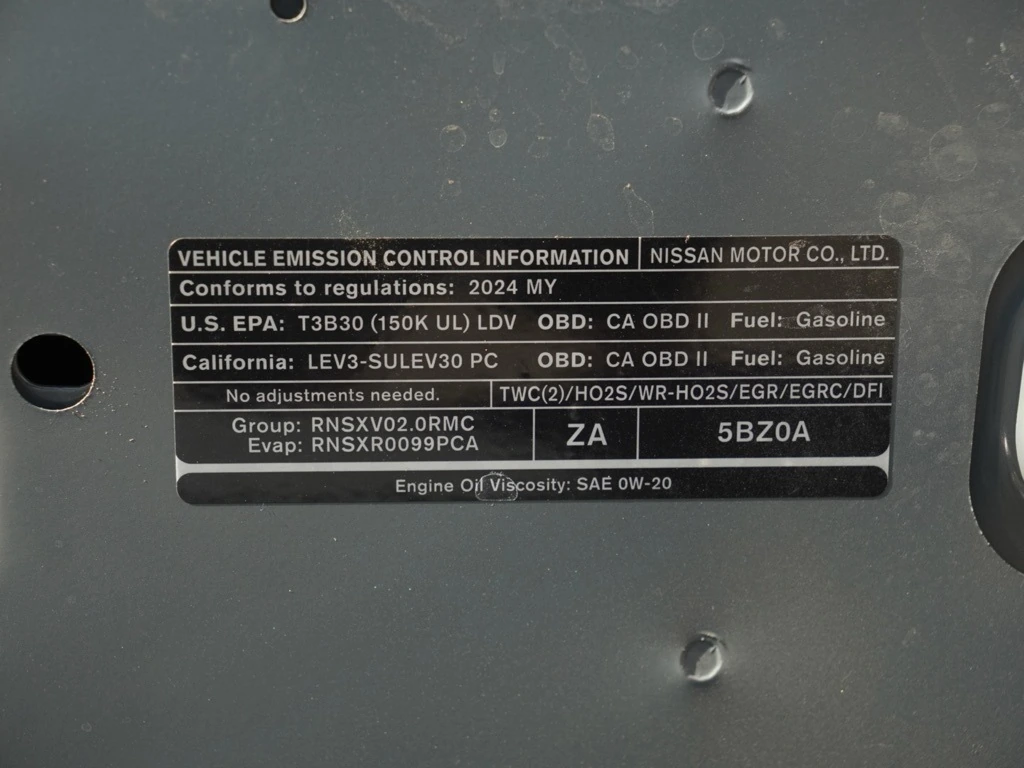 VEHICLE EMISSION CONTROL INFORMATION NISSAN MOTOR CO., LTD.
Conforms to regulations: 2024 MY
U.S. EPA: T3B30 (150K UL) LDV OBD: CA OBD II Fuel: Gasoline
California: LEV3-SULEV30 PC OBD: CA OBD II Fuel: Gasoline
No adjustments needed. TWC(2)/HO2S/WR-HO2S/EGR/EGRC/DFI
Group: RNSXV02.0RMC
Evap: RNSXR0099PCA
ZA
5BZ0A
Engine Oil Viscosity: SAE 0W-20